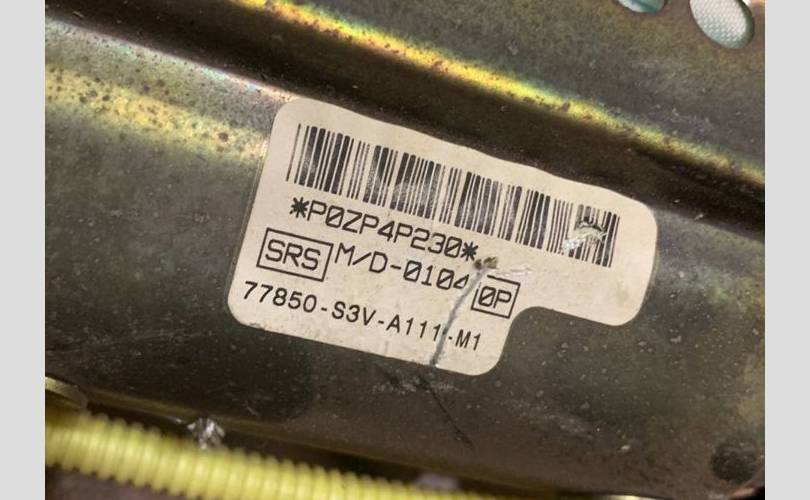 *P0ZP4P230*
SRS M/D-0104 0P
77850-S3V-A111-M1